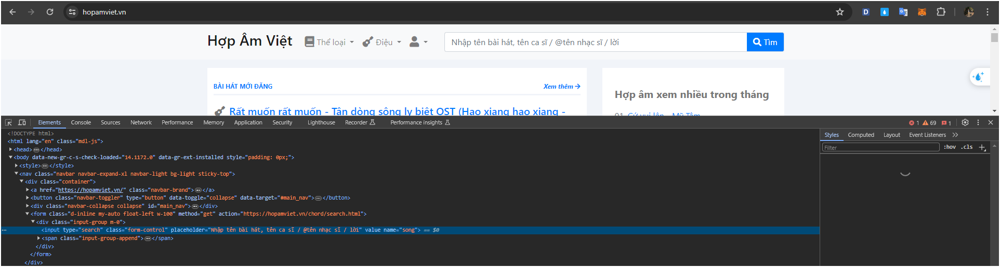 hopamviet.vn
Hợp Âm Việt Thể loại Điệu Nhập tên bài hát, tên ca sĩ / @tên nhạc sĩ / lời Tìm
BÀI HÁT MỚI ĐĂNG Xem thêm →
Hợp âm xem nhiều trong tháng
Rất muốn rất muốn - Tân dòng sông ly biệt OST (Hao xiang hao xiang -
01. Cứ vui lên - Mỹ Tâm
Elements Console Sources Network Performance Memory Application Security Lighthouse Recorder Performance insights 1 69 1
<!DOCTYPE html>
<html lang="en" class="mdl-js">
<head>…</head>
<body data-new-gr-c-s-check-loaded="14.1172.0" data-gr-ext-installed style="padding: 0px;">
<style>…</style>
<nav class="navbar navbar-expand-xl navbar-light bg-light sticky-top">
<div class="container">
<a href="https://hopamviet.vn/" class="navbar-brand">…</a>
<button class="navbar-toggler" type="button" data-toggle="collapse" data-target="#main_nav">…</button>
<div class="navbar-collapse collapse" id="main_nav">…</div>
<form class="d-inline my-auto float-left w-100" method="get" action="https://hopamviet.vn/chord/search.html">
<div class="input-group m-0">
<input type="search" class="form-control" placeholder="Nhập tên bài hát, tên ca sĩ / @tên nhạc sĩ / lời" value name="song"> == $0
<span class="input-group-append">…</span>
</div>
</form>
</div>
Styles Computed Layout Event Listeners >>
Filter :hov .cls +